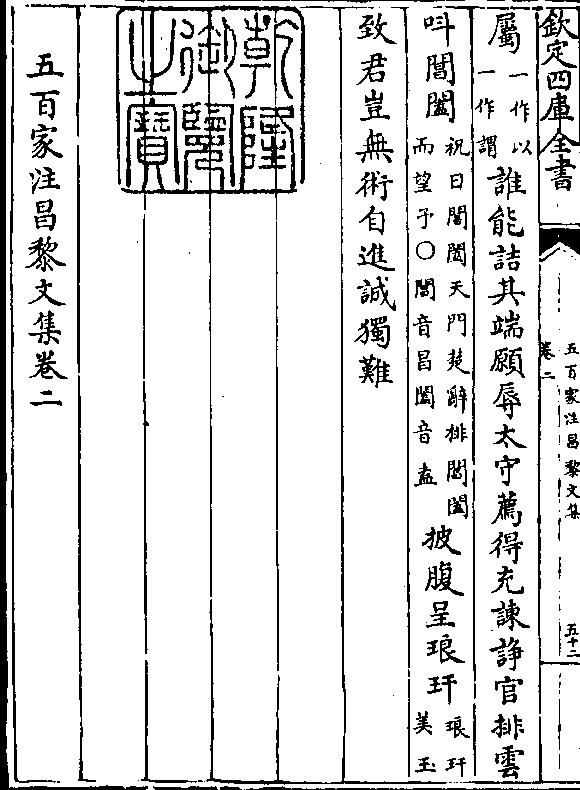 欽定四庫全書
五百家注昌黎文集
卷二
五十二
屬一作以一作謂誰能詰其端願辱太守薦得充諫諍官排雲
叫閶闔祝曰閶闔天門楚辭排閶闔而望予○閶音昌闔音盍披腹呈琅玕琅玕美玉
致君豈無術自進誠獨難
乾隆御覽之寶
五百家注昌黎文集卷二